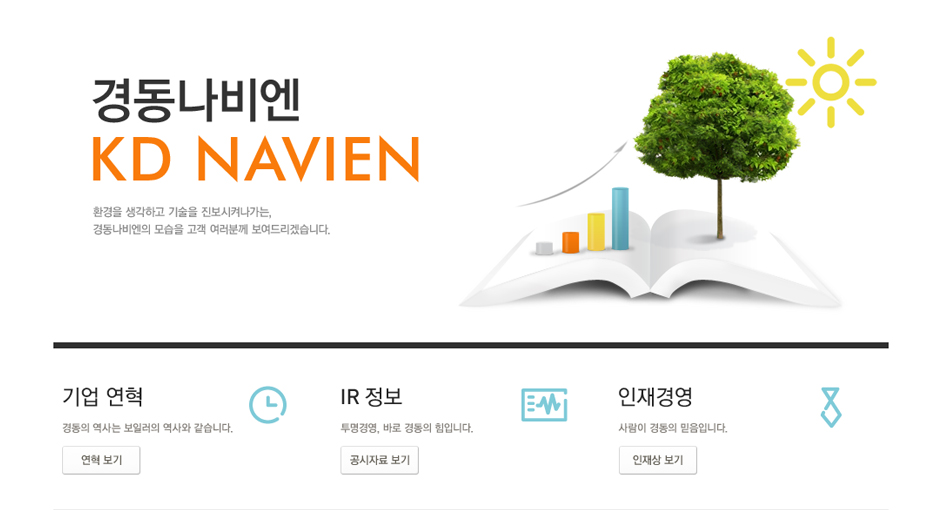 경동나비엔
KD NAVIEN
환경을 생각하고 기술을 진보시켜나가는,
경동나비엔의 모습을 고객 여러분께 보여드리겠습니다.
기업 연혁
경동의 역사는 보일러의 역사와 같습니다.
연혁 보기
IR 정보
투명경영, 바로 경동의 힘입니다.
공시자료 보기
인재경영
사람이 경동의 믿음입니다.
인재상 보기